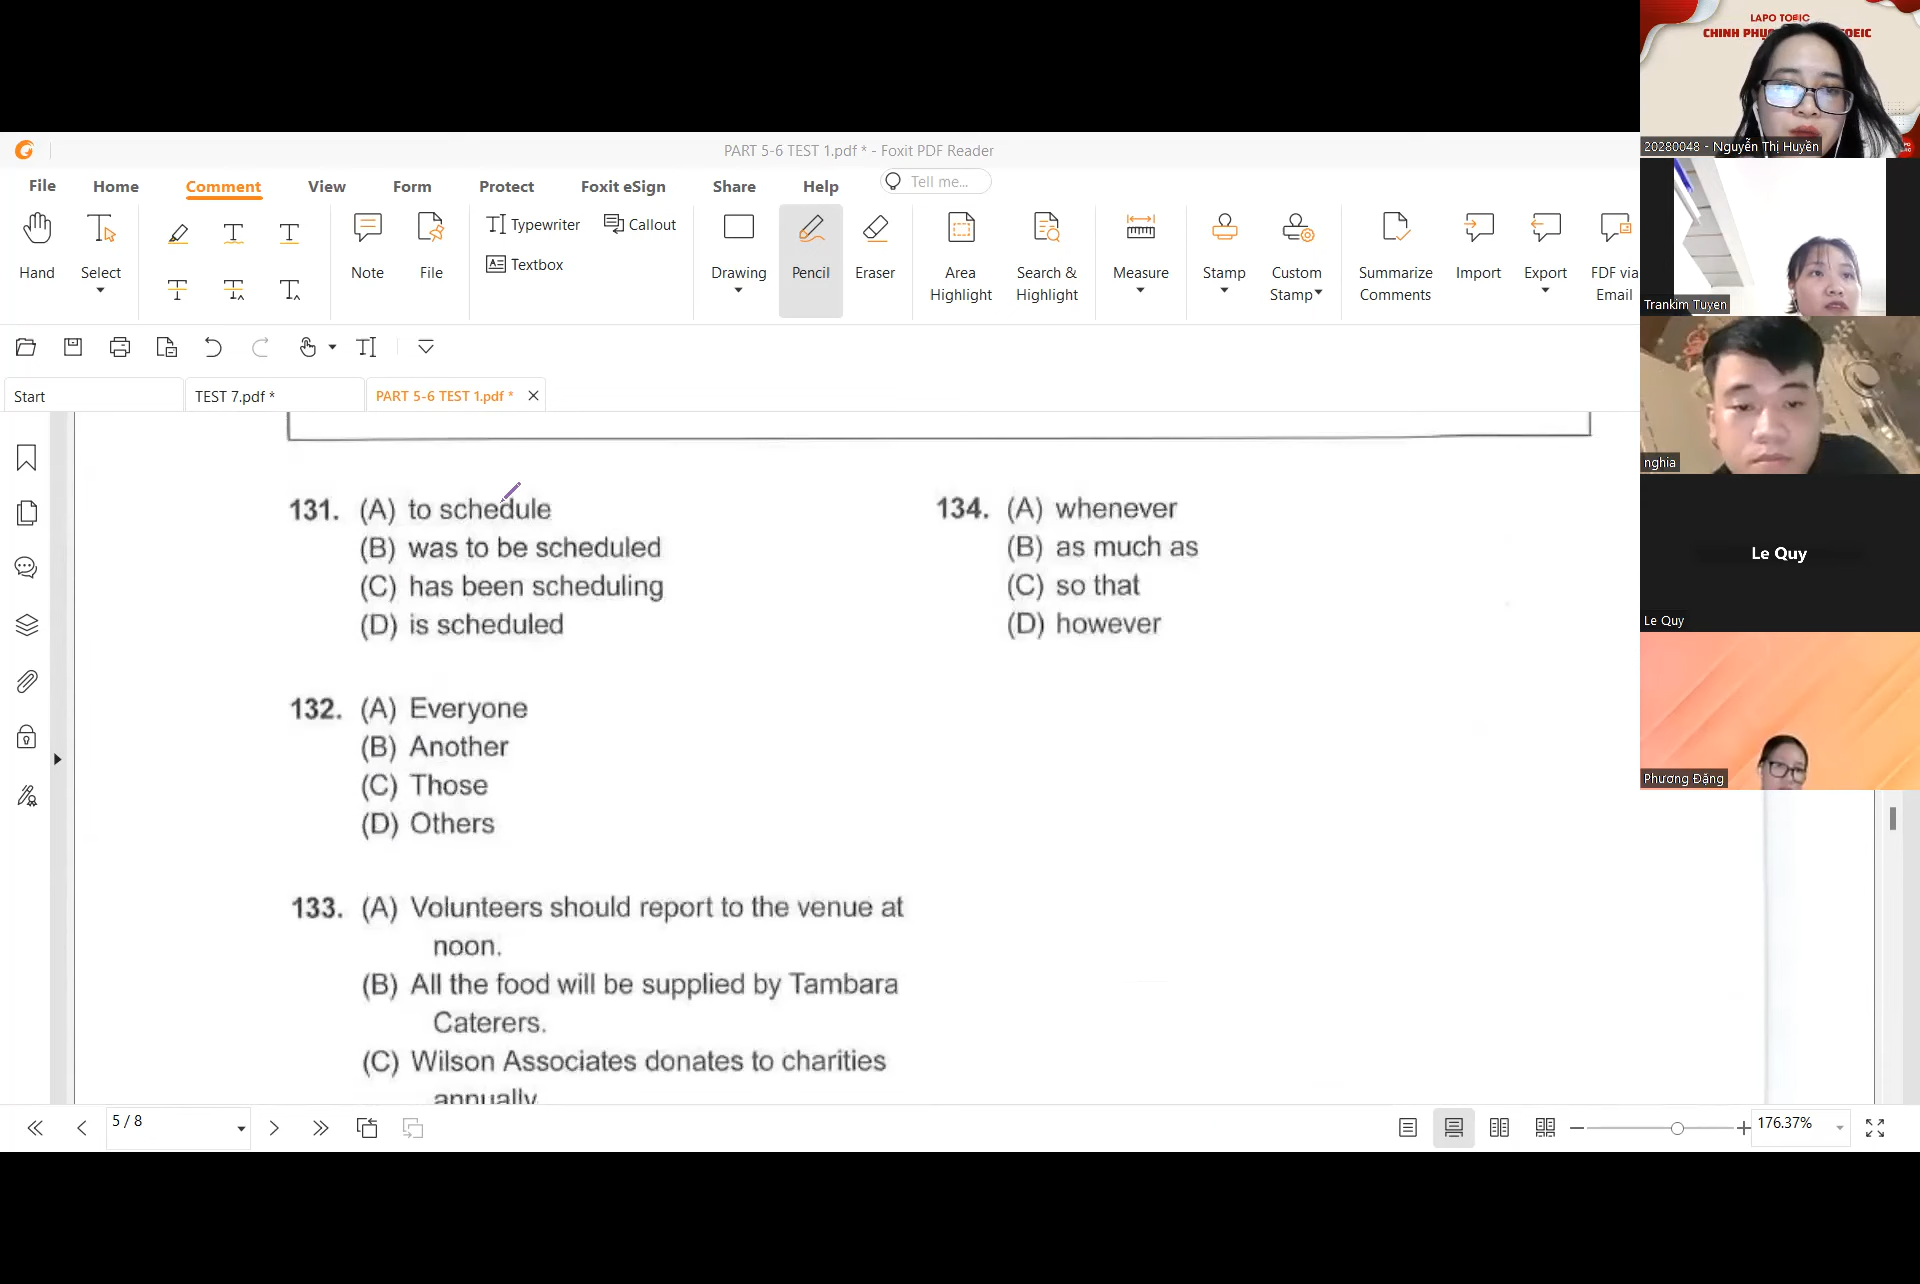 LAPO TOEIC
20280048 - Nguyễn Thị Huyền
PART 5-6 TEST 1.pdf * - Foxit PDF Reader
File Home Comment View Form Protect Foxit eSign Share Help Tell me...
Hand Select Note File Typewriter Callout Textbox Drawing Pencil Eraser Area Highlight Search & Highlight Measure Stamp Custom Stamp Summarize Comments Import Export FDF via Email
Trankim Tuyen
Start TEST 7.pdf * PART 5-6 TEST 1.pdf *
nghia
131. (A) to schedule
(B) was to be scheduled
(C) has been scheduling
(D) is scheduled
132. (A) Everyone
(B) Another
(C) Those
(D) Others
133. (A) Volunteers should report to the venue at
noon.
(B) All the food will be supplied by Tambara
Caterers.
(C) Wilson Associates donates to charities
annually.
134. (A) whenever
(B) as much as
(C) so that
(D) however
Le Quy
Le Quy
Phương Đặng
5 / 8
176.37%